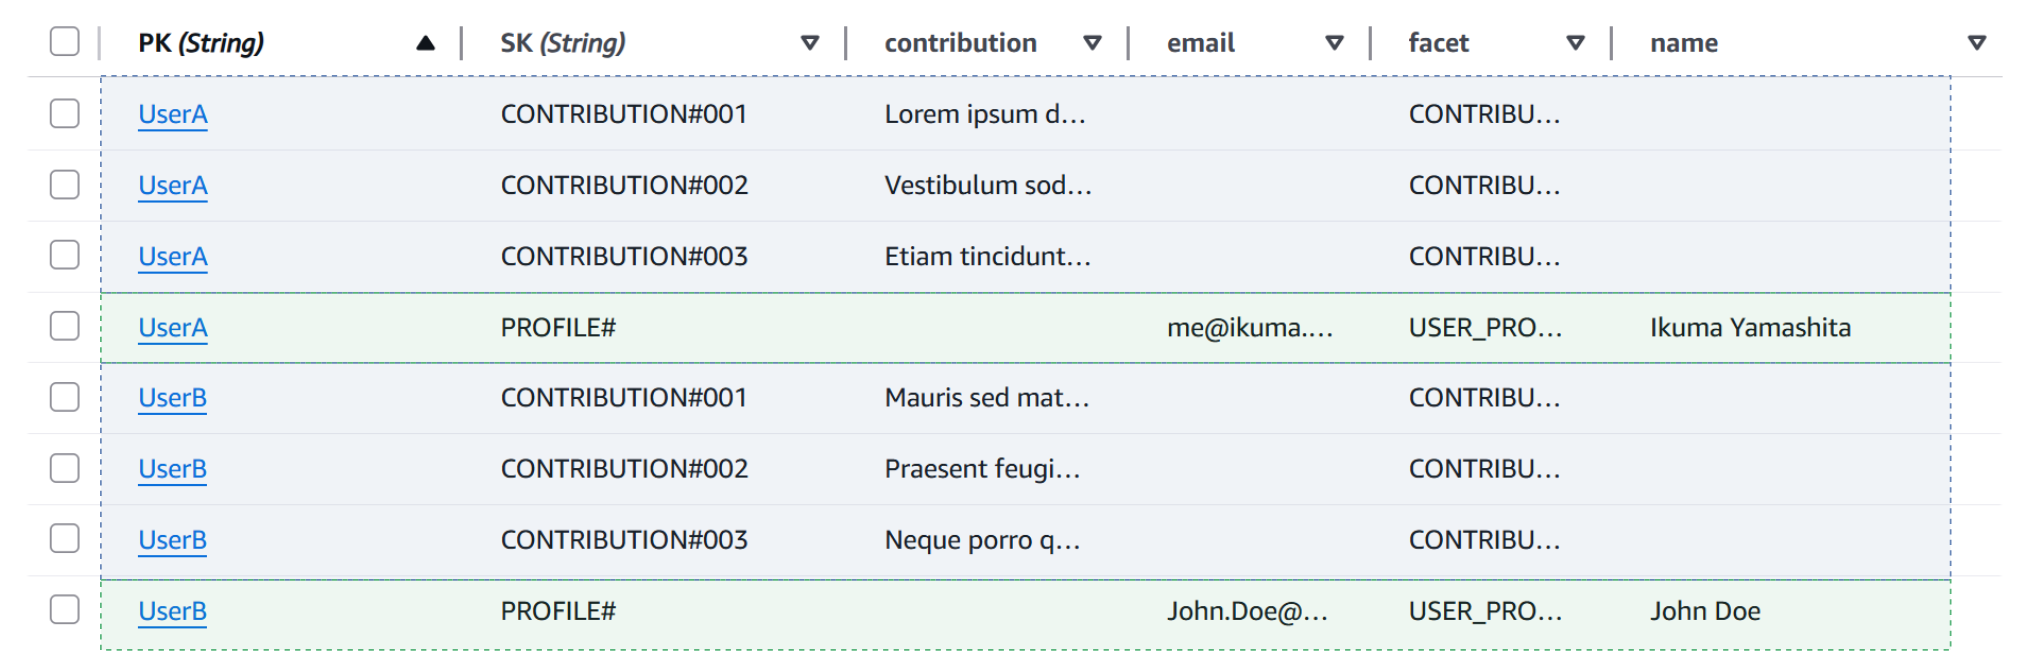 PK (String) SK (String) contribution email facet name
UserA CONTRIBUTION#001 Lorem ipsum d... CONTRIBU...
UserA CONTRIBUTION#002 Vestibulum sod... CONTRIBU...
UserA CONTRIBUTION#003 Etiam tincidunt... CONTRIBU...
UserA PROFILE# me@ikuma.... USER_PRO... Ikuma Yamashita
UserB CONTRIBUTION#001 Mauris sed mat... CONTRIBU...
UserB CONTRIBUTION#002 Praesent feugi... CONTRIBU...
UserB CONTRIBUTION#003 Neque porro q... CONTRIBU...
UserB PROFILE# John.Doe@... USER_PRO... John Doe